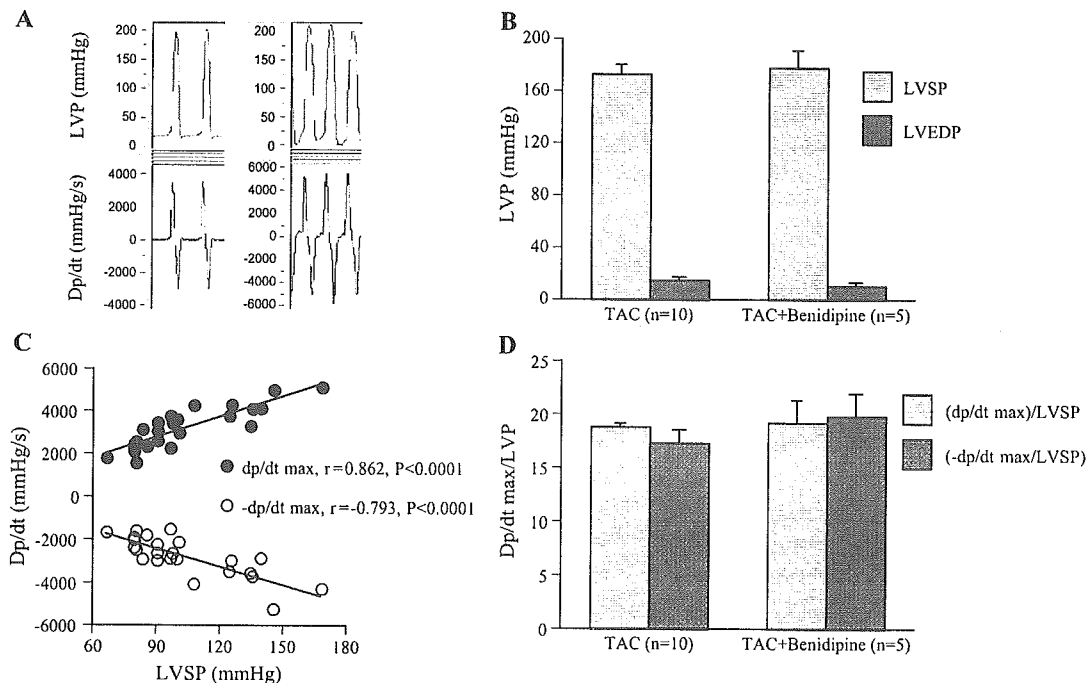 A
LVP (mmHg)
200 -
150 -
100 -
50 -
0 -
200 -
150 -
100 -
50 -
0 -
Dp/dt (mmHg/s)
4000 -
2000 -
0 -
-2000 -
-4000 -
6000 -
4000 -
2000 -
0 -
-2000 -
-4000 -
-6000 -
B
LVP (mmHg)
200
160
120
80
40
0
LVSP
LVEDP
TAC (n=10)
TAC+Benidipine (n=5)
C
Dp/dt (mmHg/s)
6000
4000
2000
0
-2000
-4000
-6000
dp/dt max, r=0.862, P<0.0001
-dp/dt max, r=-0.793, P<0.0001
60
90
120
150
180
LVSP (mmHg)
D
Dp/dt max/LVP
25
20
15
10
5
0
(dp/dt max)/LVSP
(-dp/dt max/LVSP)
TAC (n=10)
TAC+Benidipine (n=5)